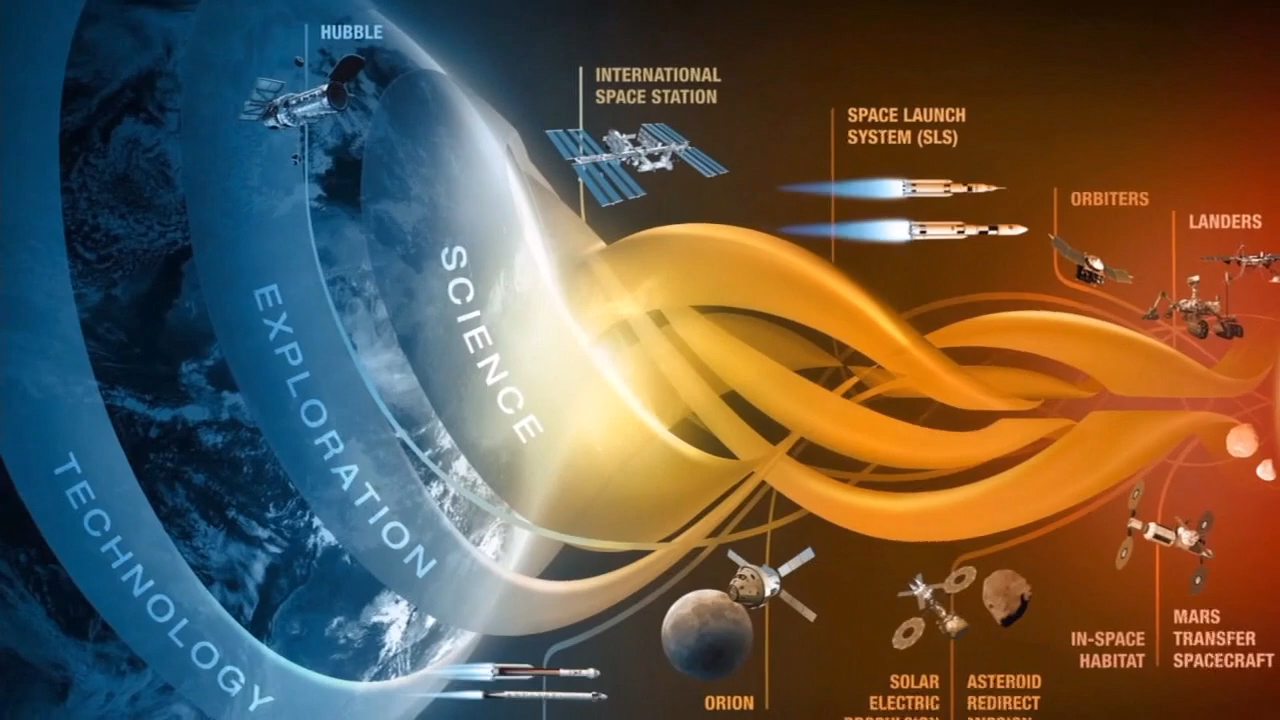 HUBBLE
INTERNATIONAL
SPACE STATION
SPACE LAUNCH
SYSTEM (SLS)
ORBITERS
LANDERS
SCIENCE
EXPLORATION
TECHNOLOGY
ORION
SOLAR
ELECTRIC
ASTEROID
REDIRECT
IN-SPACE
HABITAT
MARS
TRANSFER
SPACECRAFT